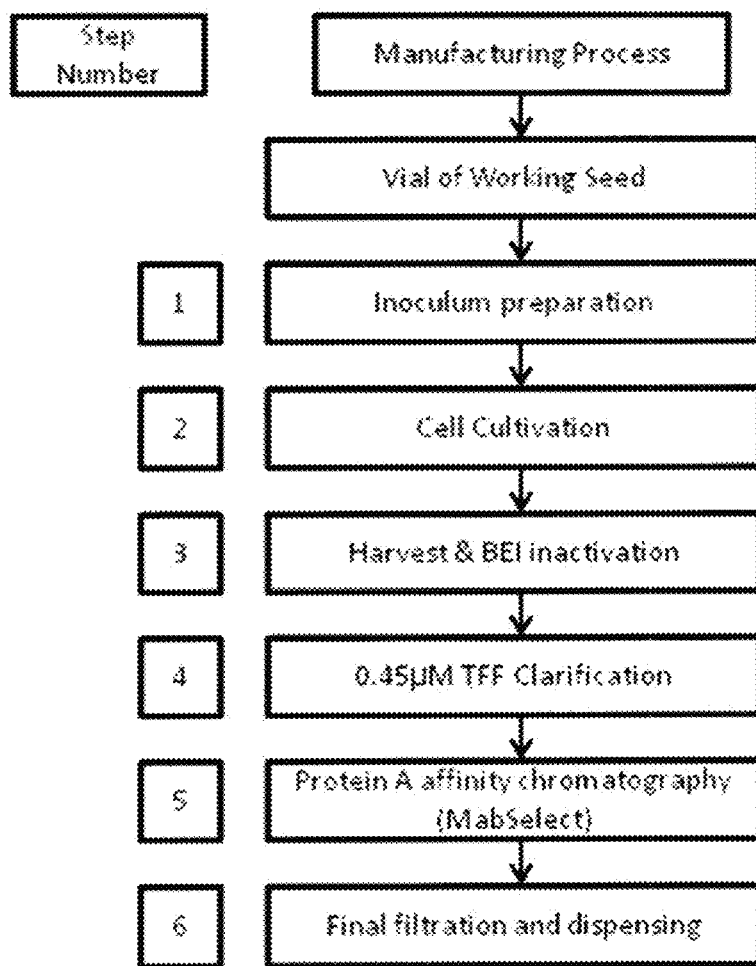 Step
Number
Manufacturing Process
Vial of Working Seed
1
Inoculum preparation
2
Cell Cultivation
3
Harvest & BEI inactivation
4
0.45µM TFF Clarification
5
Protein A affinity chromatography
(MabSelect)
6
Final filtration and dispensing